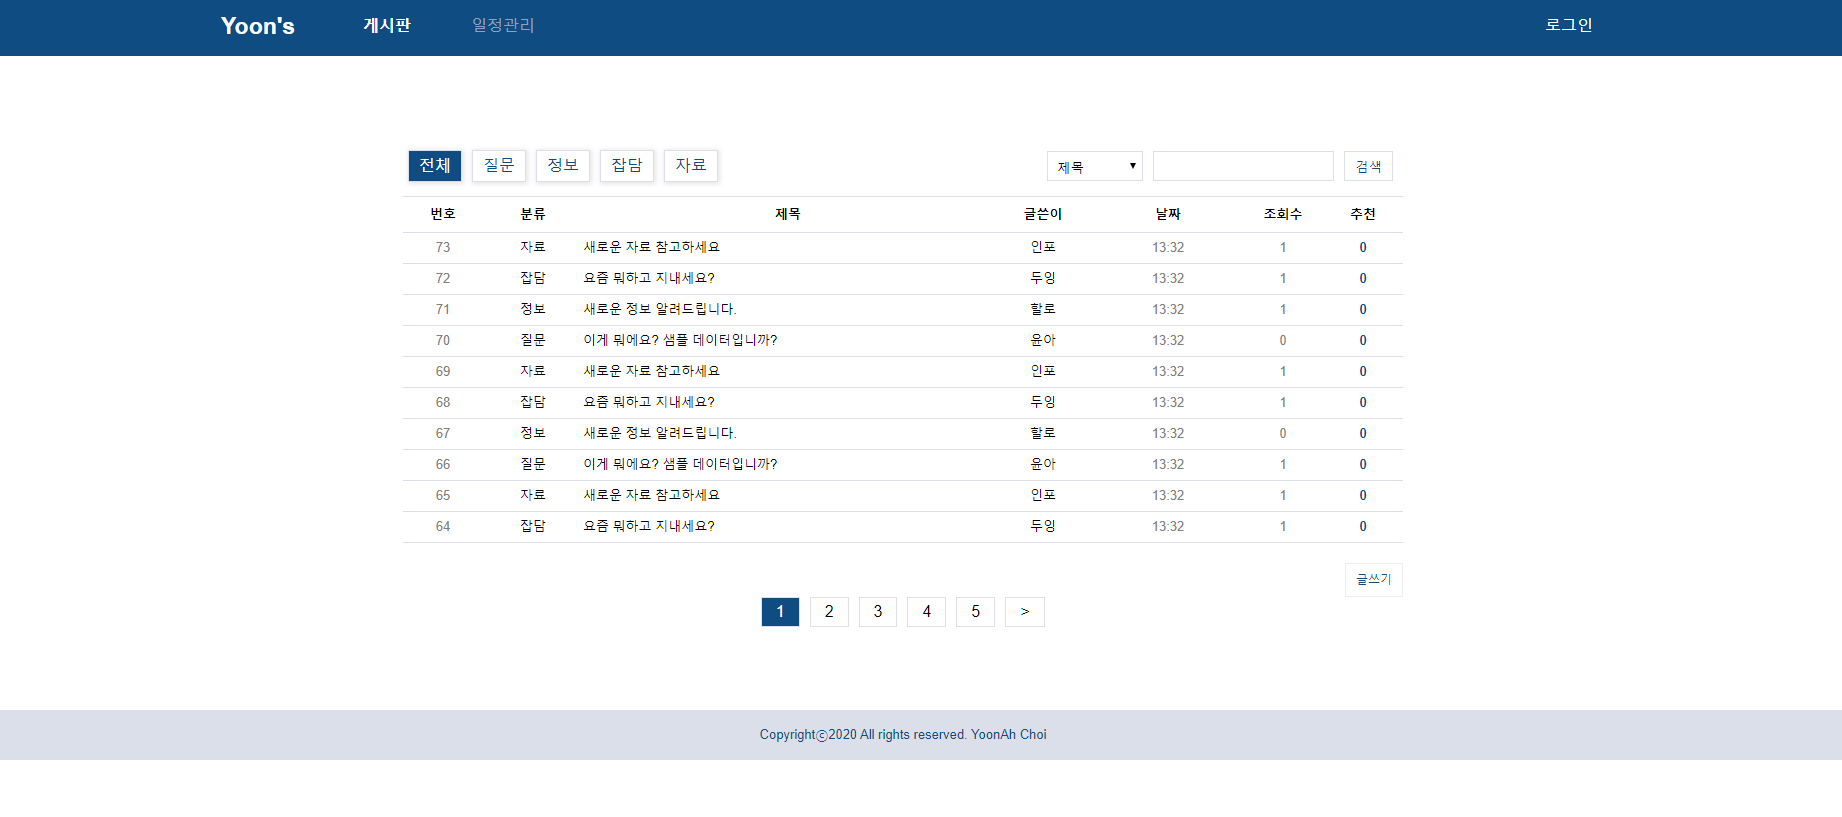 Yoon's 게시판 일정관리 로그인
전체 질문 정보 잡담 자료 제목 검색
번호 분류 제목 글쓴이 날짜 조회수 추천
73 자료 새로운 자료 참고하세요 인포 13:32 1 0
72 잡담 요즘 뭐하고 지내세요? 두잉 13:32 1 0
71 정보 새로운 정보 알려드립니다. 할로 13:32 1 0
70 질문 이게 뭐에요? 샘플 데이터입니까? 윤아 13:32 0 0
69 자료 새로운 자료 참고하세요 인포 13:32 1 0
68 잡담 요즘 뭐하고 지내세요? 두잉 13:32 1 0
67 정보 새로운 정보 알려드립니다. 할로 13:32 0 0
66 질문 이게 뭐에요? 샘플 데이터입니까? 윤아 13:32 1 0
65 자료 새로운 자료 참고하세요 인포 13:32 1 0
64 잡담 요즘 뭐하고 지내세요? 두잉 13:32 1 0
글쓰기
1 2 3 4 5 >
Copyrightⓒ2020 All rights reserved. YoonAh Choi